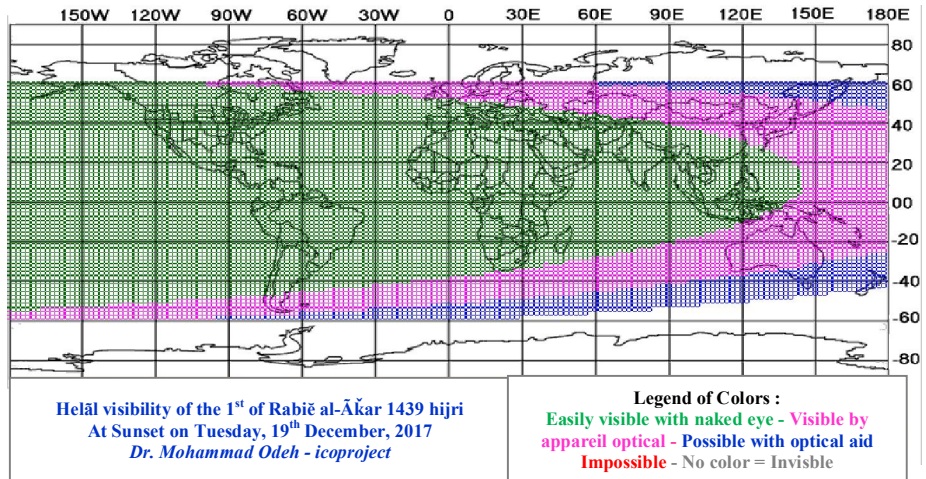 150W 120W 90W 60W 30W 0 30E 60E 90E 120E 150E 180E
80
60
40
20
00
-20
-40
-60
-80
Helāl visibility of the 1st of Rabiě al-Ãǩar 1439 hijri
At Sunset on Tuesday, 19th December, 2017
Dr. Mohammad Odeh - icoproject
Legend of Colors :
Easily visible with naked eye - Visible by
appareil optical - Possible with optical aid
Impossible - No color = Invisble